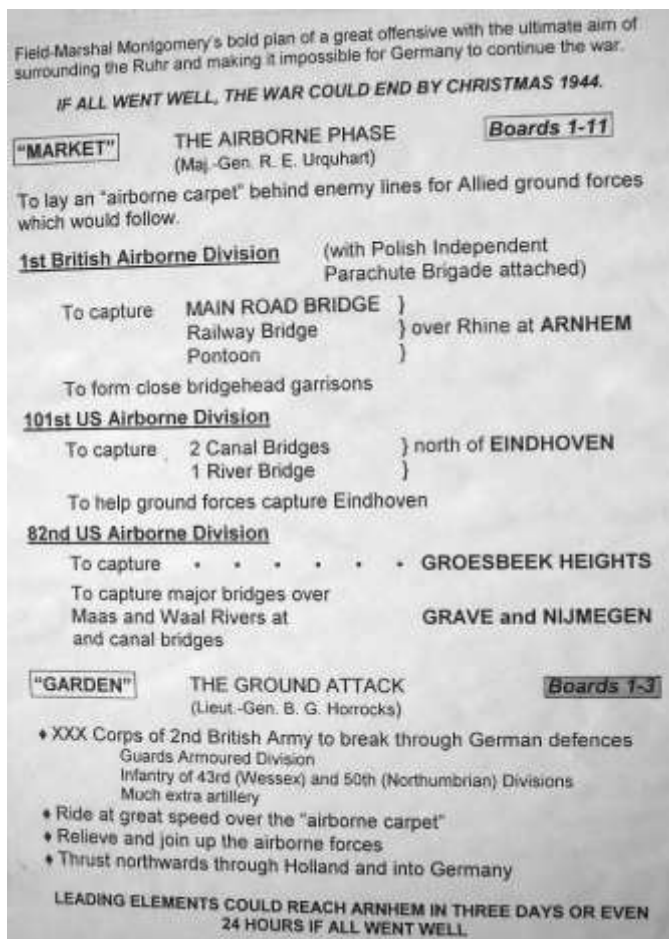 Field-Marshal Montgomery's bold plan of a great offensive with the ultimate aim of
surrounding the Ruhr and making it impossible for Germany to continue the war.
IF ALL WENT WELL, THE WAR COULD END BY CHRISTMAS 1944.
"MARKET" THE AIRBORNE PHASE Boards 1-11
(Maj.-Gen. R. E. Urquhart)
To lay an "airborne carpet" behind enemy lines for Allied ground forces
which would follow.
1st British Airborne Division (with Polish Independent
Parachute Brigade attached)
To capture MAIN ROAD BRIDGE }
Railway Bridge } over Rhine at ARNHEM
Pontoon }
To form close bridgehead garrisons
101st US Airborne Division
To capture 2 Canal Bridges } north of EINDHOVEN
1 River Bridge }
To help ground forces capture Eindhoven
82nd US Airborne Division
To capture • • • • • • GROESBEEK HEIGHTS
To capture major bridges over
Maas and Waal Rivers at GRAVE and NIJMEGEN
and canal bridges
"GARDEN" THE GROUND ATTACK Boards 1-3
(Lieut.-Gen. B. G. Horrocks)
♦ XXX Corps of 2nd British Army to break through German defences
Guards Armoured Division
Infantry of 43rd (Wessex) and 50th (Northumbrian) Divisions
Much extra artillery
♦ Ride at great speed over the "airborne carpet"
♦ Relieve and join up the airborne forces
♦ Thrust northwards through Holland and into Germany
LEADING ELEMENTS COULD REACH ARNHEM IN THREE DAYS OR EVEN
24 HOURS IF ALL WENT WELL